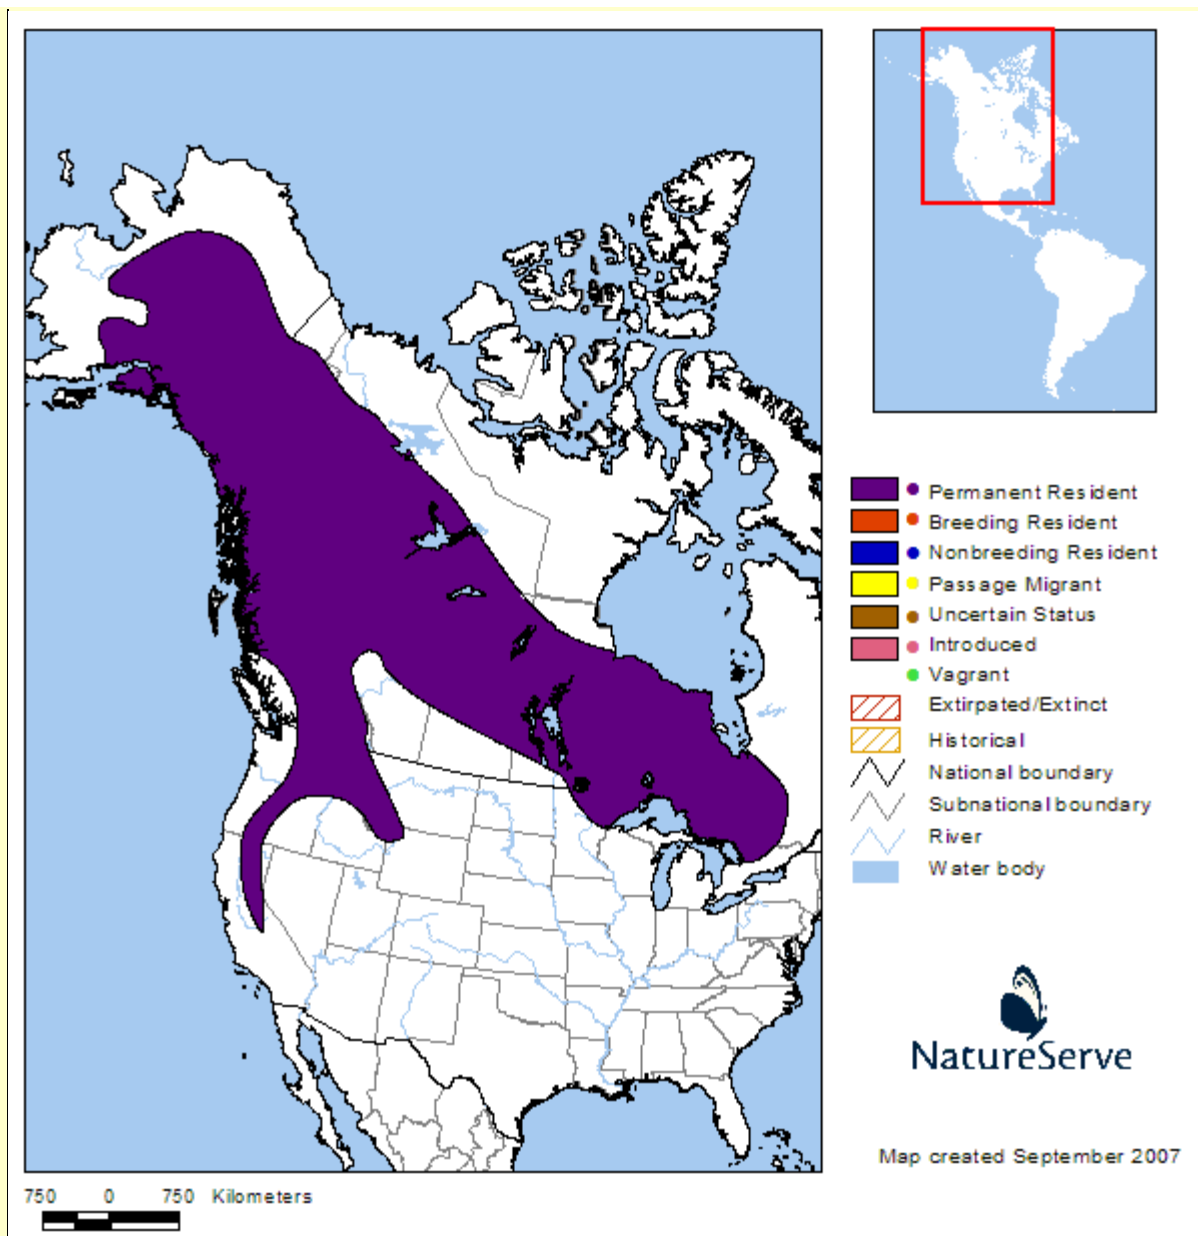 Permanent Resident
Breeding Resident
Nonbreeding Resident
Passage Migrant
Uncertain Status
Introduced
Vagrant
Extirpated/Extinct
Historical
National boundary
Subnational boundary
River
Water body
NatureServe
Map created September 2007
750 0 750 Kilometers